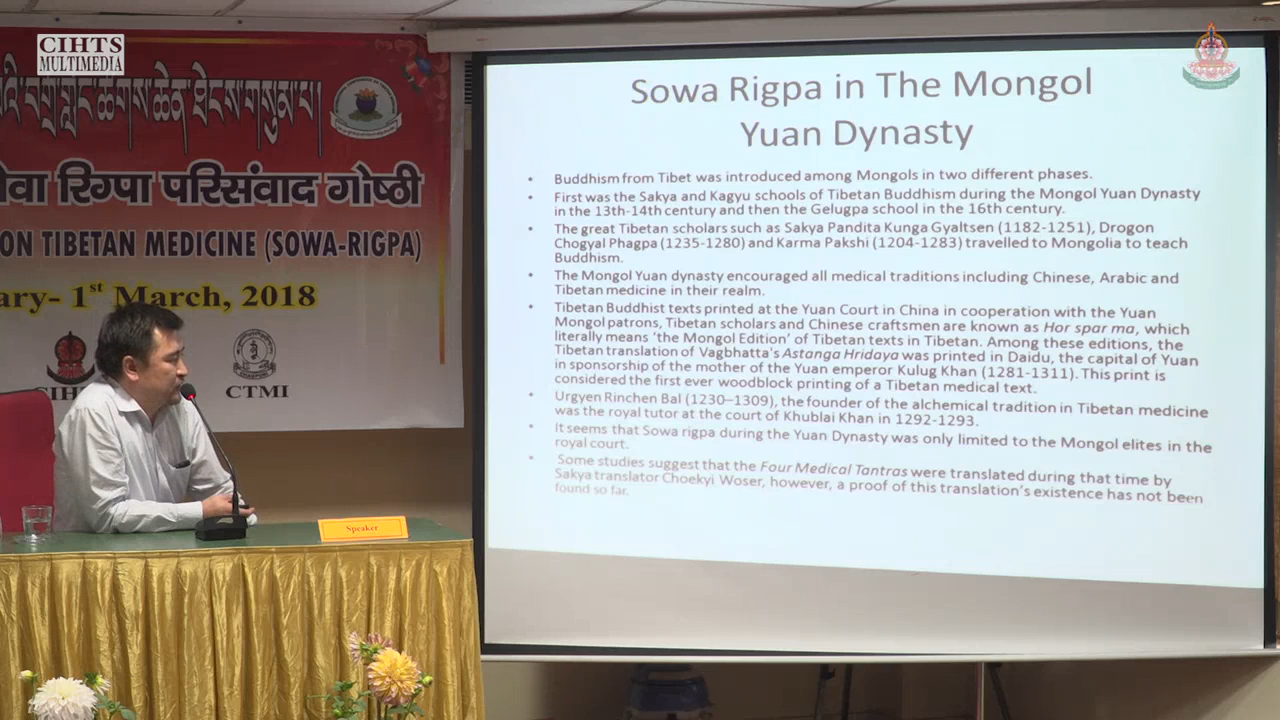 CIHTS
MULTIMEDIA
सोवा रिग्पा परिसंवाद गोष्ठी
ON TIBETAN MEDICINE (SOWA-RIGPA)
1st March, 2018
CTMI
Speaker
Sowa Rigpa in The Mongol
Yuan Dynasty
• Buddhism from Tibet was introduced among Mongols in two different phases.
• First was the Sakya and Kagyu schools of Tibetan Buddhism during the Mongol Yuan Dynasty
in the 13th-14th century and then the Gelugpa school in the 16th century.
• The great Tibetan scholars such as Sakya Pandita Kunga Gyaltsen (1182-1251), Drogon
Chogyal Phagpa (1235-1280) and Karma Pakshi (1204-1283) travelled to Mongolia to teach
Buddhism.
• The Mongol Yuan dynasty encouraged all medical traditions including Chinese, Arabic and
Tibetan medicine in their realm.
• Tibetan Buddhist texts printed at the Yuan Court in China in cooperation with the Yuan
Mongol patrons, Tibetan scholars and Chinese craftsmen are known as Hor spar ma, which
literally means 'the Mongol Edition' of Tibetan texts in Tibetan. Among these editions, the
Tibetan translation of Vagbhatta's Astanga Hridaya was printed in Daidu, the capital of Yuan
in sponsorship of the mother of the Yuan emperor Kulug Khan (1281-1311). This print is
considered the first ever woodblock printing of a Tibetan medical text.
• Urgyen Rinchen Bal (1230–1309), the founder of the alchemical tradition in Tibetan medicine
was the royal tutor at the court of Khublai Khan in 1292-1293.
• It seems that Sowa rigpa during the Yuan Dynasty was only limited to the Mongol elites in the
royal court.
• Some studies suggest that the Four Medical Tantras were translated during that time by
Sakya translator Choekyi Woser, however, a proof of this translation's existence has not been
found so far.